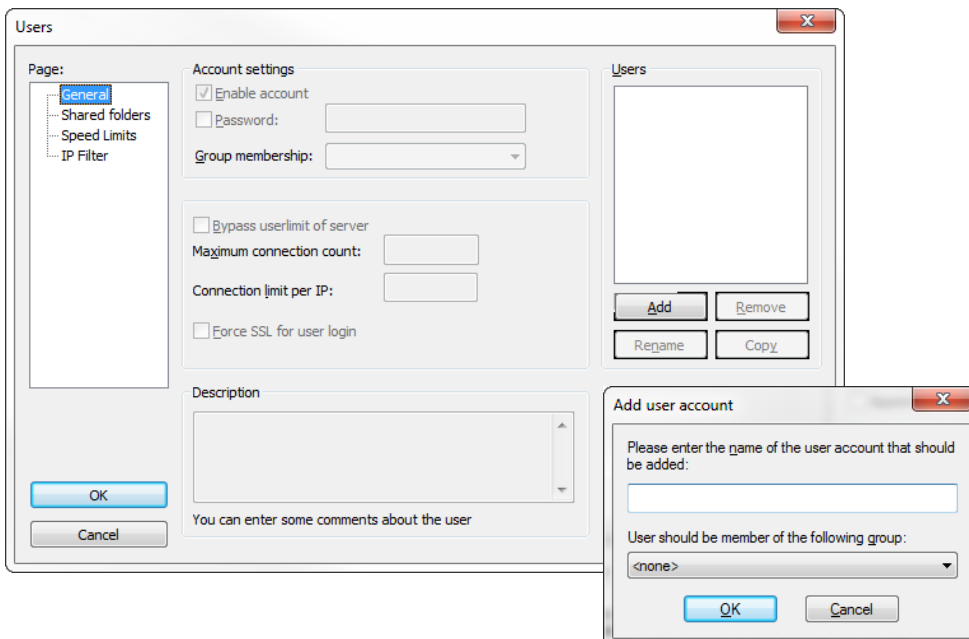 Users
Page:
General
Shared folders
Speed Limits
IP Filter
OK
Cancel
Account settings
Enable account
Password:
Group membership:
Bypass userlimit of server
Maximum connection count:
Connection limit per IP:
Force SSL for user login
Description
You can enter some comments about the user
Users
Add
Remove
Rename
Copy
Add user account
Please enter the name of the user account that should
be added:
User should be member of the following group:
<none>
OK
Cancel